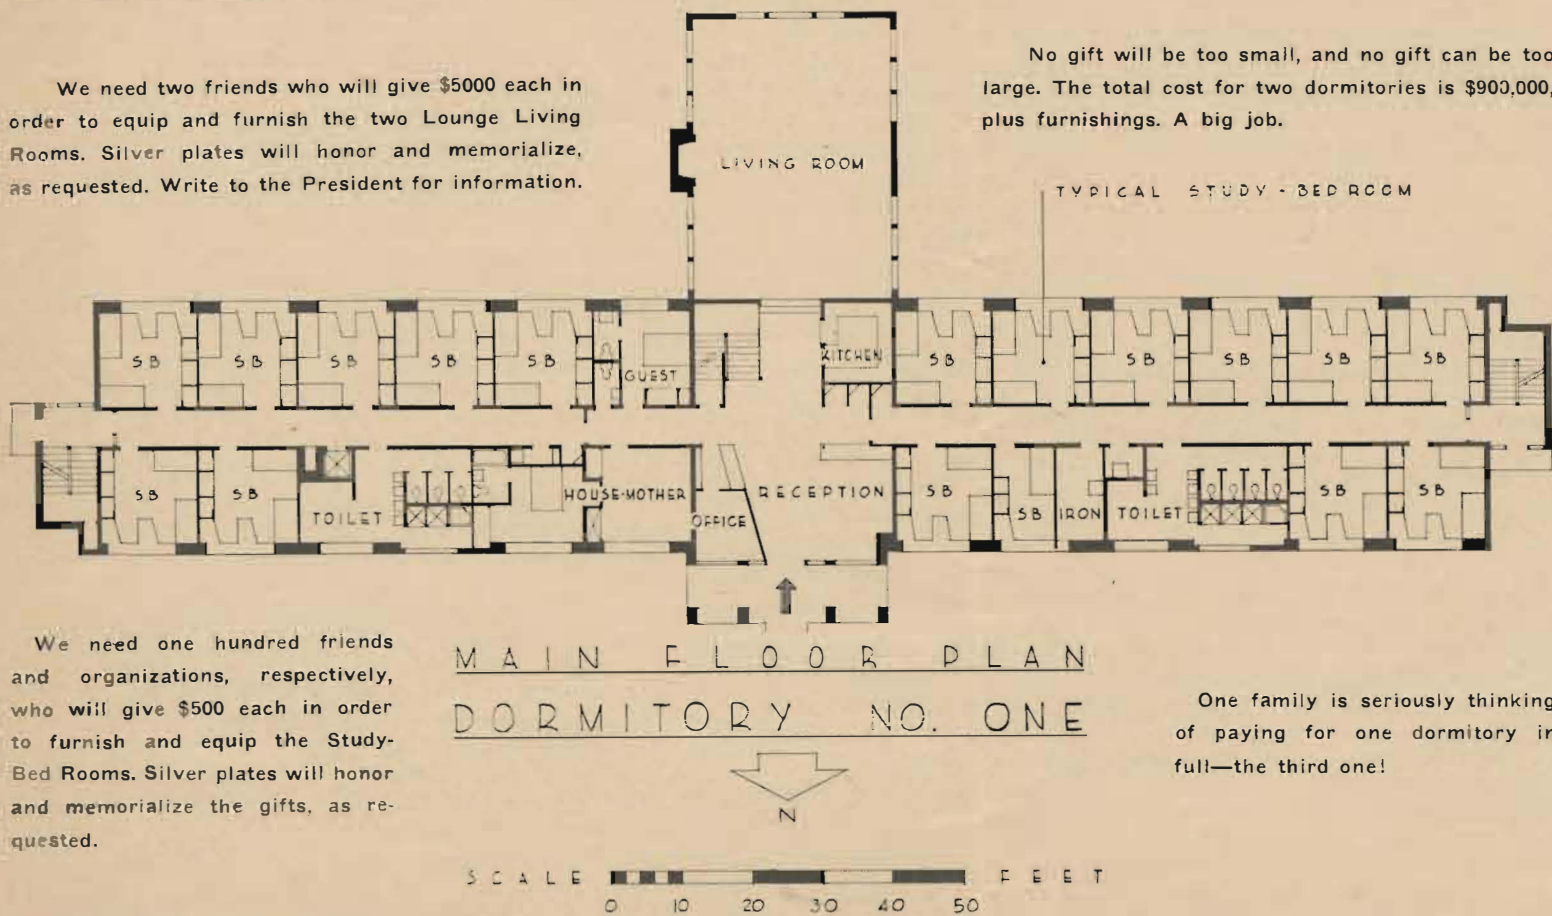 We need two friends who will give $5000 each in
order to equip and furnish the two Lounge Living
Rooms. Silver plates will honor and memorialize,
as requested. Write to the President for information.
No gift will be too small, and no gift can be too
large. The total cost for two dormitories is $900,000,
plus furnishings. A big job.
LIVING ROOM
TYPICAL STUDY - BED ROOM
SB SB SB SB SB GUEST KITCHEN SB SB SB SB SB
SB SB TOILET HOUSE-MOTHER OFFICE RECEPTION SB SB IRON TOILET SB SB
We need one hundred friends
and organizations, respectively,
who will give $500 each in order
to furnish and equip the Study-
Bed Rooms. Silver plates will honor
and memorialize the gifts, as re-
quested.
MAIN FLOOR PLAN
DORMITORY NO. ONE
N
One family is seriously thinking
of paying for one dormitory in
full—the third one!
SCALE FEET
0 10 20 30 40 50